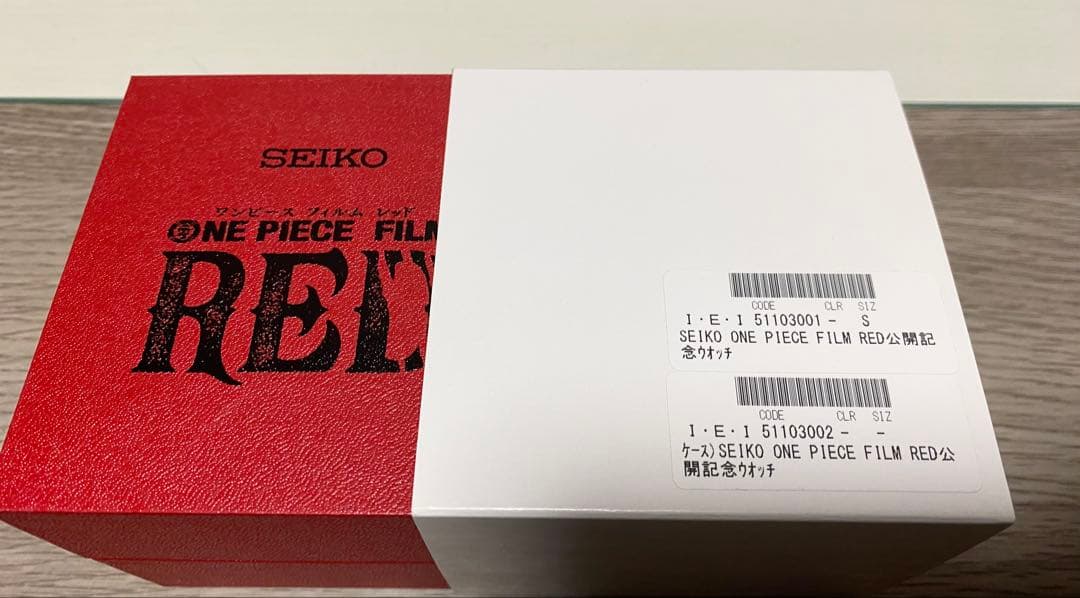 SEIKO
ワンピース フィルム レッド
ONE PIECE FILM
RED
CODE CLR SIZ
I・E・I 51103001 - S
SEIKO ONE PIECE FILM RED公開記
念ウオッチ
CODE CLR SIZ
I・E・I 51103002 - -
ケース)SEIKO ONE PIECE FILM RED公
開記念ウオッチ